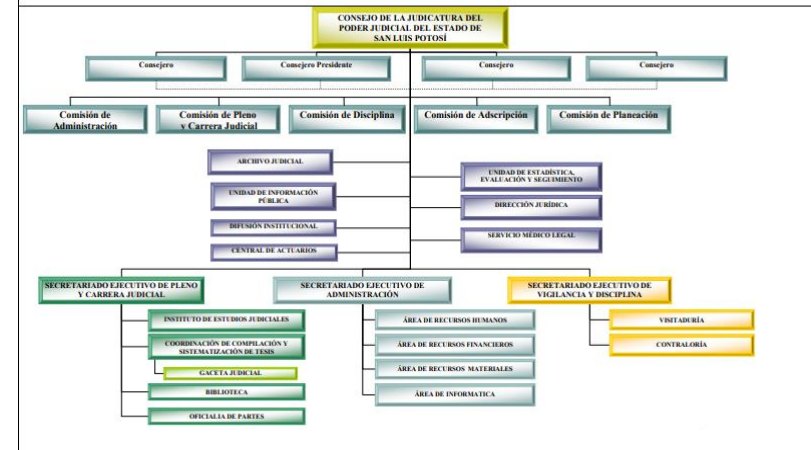 CONSEJO DE LA JUDICATURA DEL
PODER JUDICIAL DEL ESTADO DE
SAN LUIS POTOSÍ
Consejero
Consejero Presidente
Consejero
Consejero
Comisión de
Administración
Comisión de Pleno
y Carrera Judicial
Comisión de Disciplina
Comisión de Adscripción
Comisión de Planeación
ARCHIVO JUDICIAL
UNIDAD DE INFORMACIÓN
PÚBLICA
DIFUSIÓN INSTITUCIONAL
CENTRAL DE ACTUARIOS
UNIDAD DE ESTADÍSTICA,
EVALUACIÓN Y SEGUIMIENTO
DIRECCIÓN JURÍDICA
SERVICIO MÉDICO LEGAL
SECRETARIADO EJECUTIVO DE PLENO
Y CARRERA JUDICIAL
INSTITUTO DE ESTUDIOS JUDICIALES
COORDINACIÓN DE COMPILACIÓN Y
SISTEMATIZACIÓN DE TESIS
GACETA JUDICIAL
BIBLIOTECA
OFICIALIA DE PARTES
SECRETARIADO EJECUTIVO DE
ADMINISTRACIÓN
ÁREA DE RECURSOS HUMANOS
ÁREA DE RECURSOS FINANCIEROS
ÁREA DE RECURSOS MATERIALES
ÁREA DE INFORMATICA
SECRETARIADO EJECUTIVO DE
VIGILANCIA Y DISCIPLINA
VISITADURÍA
CONTRALORÍA